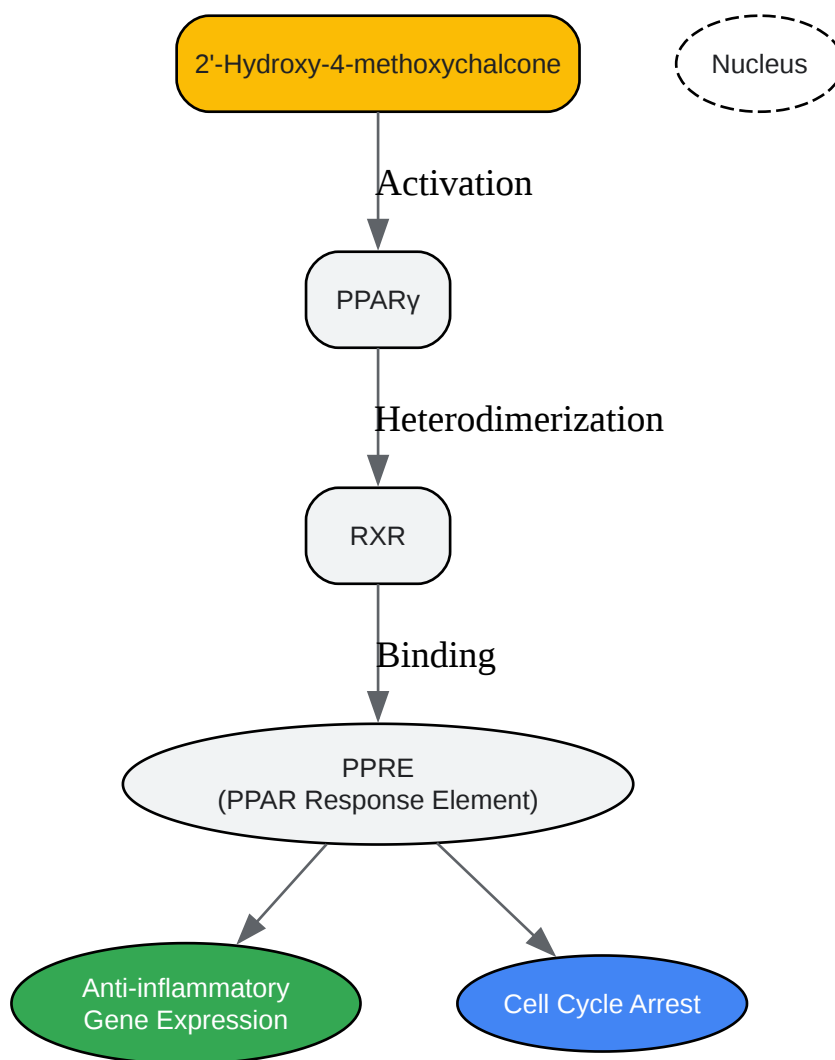 2'-Hydroxy-4-methoxychalcone
Nucleus
Activation
PPARγ
Heterodimerization
RXR
Binding
PPRE
(PPAR Response Element)
Anti-inflammatory
Gene Expression
Cell Cycle Arrest